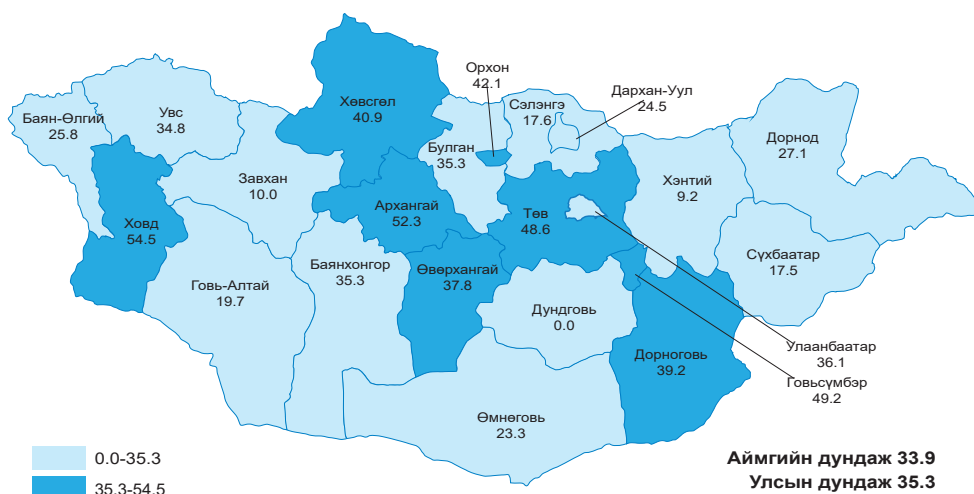 Орхон
42.1
Дархан-Уул
24.5
Сэлэнгэ
17.6
Хөвсгөл
40.9
Увс
34.8
Баян-Өлгий
25.8
Булган
35.3
Дорнод
27.1
Завхан
10.0
Хэнтий
9.2
Архангай
52.3
Төв
48.6
Ховд
54.5
Сүхбаатар
17.5
Баянхонгор
35.3
Өвөрхангай
37.8
Говь-Алтай
19.7
Дундговь
0.0
Улаанбаатар
36.1
Дорноговь
39.2
Говьсүмбэр
49.2
Өмнөговь
23.3
0.0-35.3
35.3-54.5
Аймгийн дундаж 33.9
Улсын дундаж 35.3